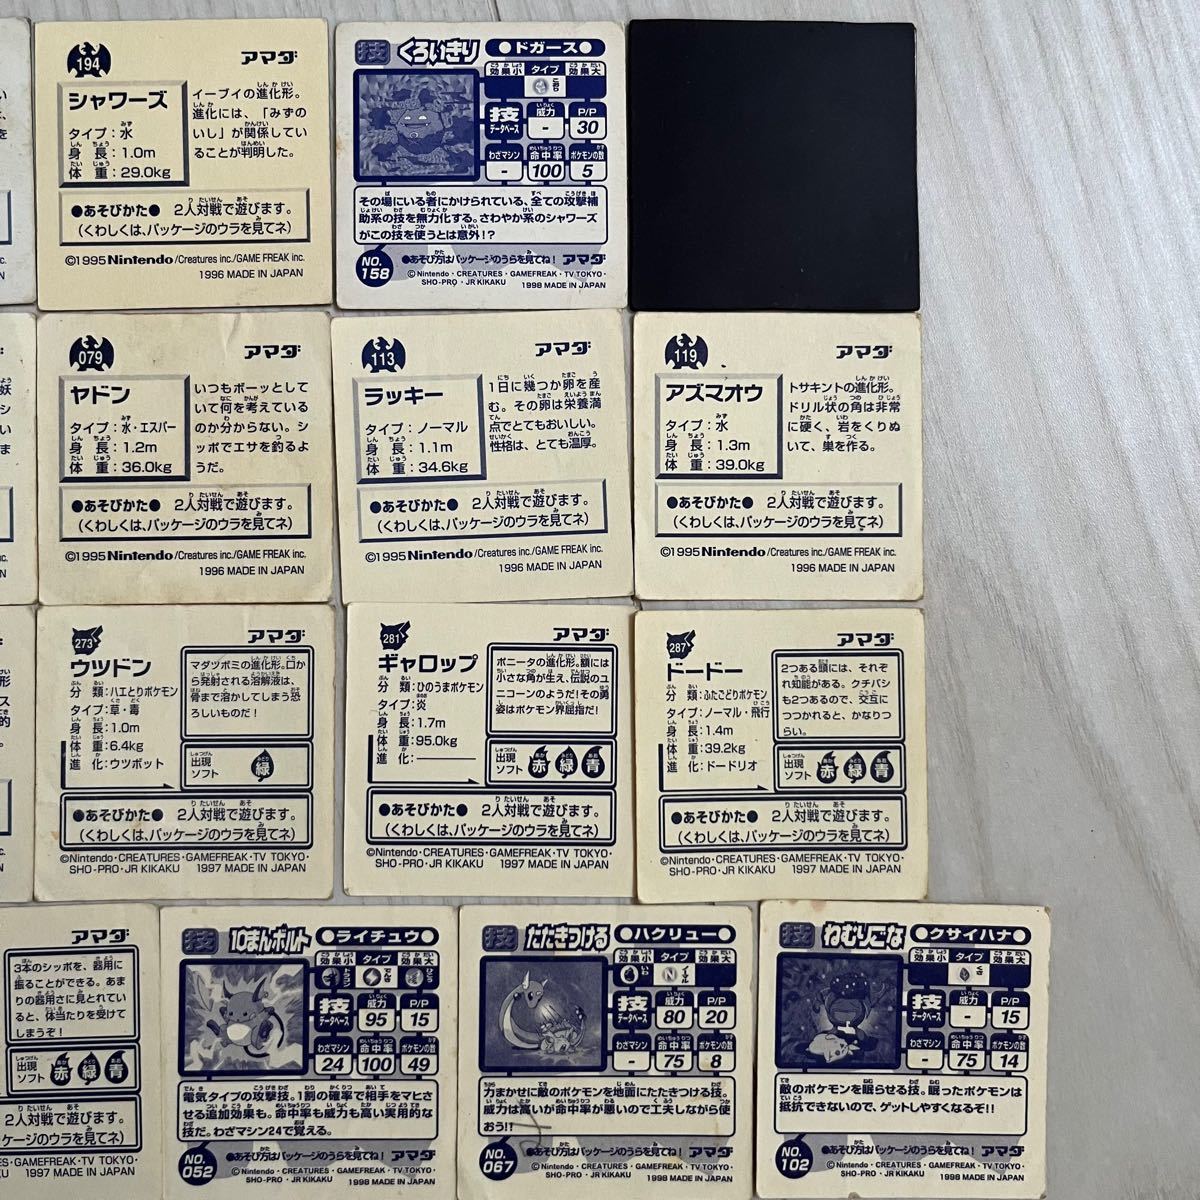 194
アマダ
シャワーズ
タイプ：水
身長：1.0m
体重：29.0kg
イーブイの進化形。
進化には、「みずの
いし」が関係してい
ることが判明した。
●あそびかた● 2人対戦で遊びます。
(くわしくは、パッケージのウラを見てネ)
©1995 Nintendo/Creatures inc./GAME FREAK inc.
1996 MADE IN JAPAN
技 くろいきり
●ドガース●
効果小 タイプ 効果大
技 データベース
威力 -
P/P 30
わざマシン -
命中率 100
ポケモンの数 5
その場にいる者にかけられている、全ての攻撃補
助系の技を無力化する。さわやか系のシャワーズ
がこの技を使うとは意外!?
NO. 158
●あそび方はパッケージのうらを見てね! アマダ
©Nintendo・CREATURES・GAMEFREAK・TV TOKYO・
SHO-PRO・JR KIKAKU 1998 MADE IN JAPAN
079
アマダ
ヤドン
タイプ：水・エスパー
身長：1.2m
体重：36.0kg
いつもボーッとして
いて何を考えている
のか分からない。シ
ッポでエサを釣るよ
うだ。
●あそびかた● 2人対戦で遊びます。
(くわしくは、パッケージのウラを見てネ)
©1995 Nintendo/Creatures inc./GAME FREAK inc.
1996 MADE IN JAPAN
113
アマダ
ラッキー
タイプ：ノーマル
身長：1.1m
体重：34.6kg
1日に幾つか卵を産
む。その卵は栄養満
点でとてもおいしい。
性格は、とても温厚。
●あそびかた● 2人対戦で遊びます。
(くわしくは、パッケージのウラを見てネ)
©1995 Nintendo/Creatures inc./GAME FREAK inc.
1996 MADE IN JAPAN
119
アマダ
アズマオウ
タイプ：水
身長：1.3m
体重：39.0kg
トサキントの進化形。
ドリル状の角は非常
に硬く、岩をくりぬ
いて、巣を作る。
●あそびかた● 2人対戦で遊びます。
(くわしくは、パッケージのウラを見てネ)
©1995 Nintendo/Creatures inc./GAME FREAK inc.
1996 MADE IN JAPAN
273
アマダ
ウツドン
分類：ハエとりポケモン
タイプ：草・毒
身長：1.0m
体重：6.4kg
進化：ウツボット
マダツボミの進化形。口か
ら発射される溶解液は、
骨まで溶かしてしまう恐
ろしいものだ!
出現ソフト 緑
●あそびかた● 2人対戦で遊びます。
(くわしくは、パッケージのウラを見てネ)
©Nintendo・CREATURES・GAMEFREAK・TV TOKYO・
SHO-PRO・JR KIKAKU 1997 MADE IN JAPAN
281
アマダ
ギャロップ
分類：ひのうまポケモン
タイプ：炎
身長：1.7m
体重：95.0kg
進化：―――
ポニータの進化形。額には
小さな角が生え、伝説のユ
ニコーンのようだ!その勇
姿はポケモン界屈指だ!
出現ソフト 赤 緑 青
●あそびかた● 2人対戦で遊びます。
(くわしくは、パッケージのウラを見てネ)
©Nintendo・CREATURES・GAMEFREAK・TV TOKYO・
SHO-PRO・JR KIKAKU 1997 MADE IN JAPAN
287
アマダ
ドードー
分類：ふたごどりポケモン
タイプ：ノーマル・飛行
身長：1.4m
体重：39.2kg
進化：ドードリオ
2つある頭には、それぞ
れ知能がある。クチバシ
も2つあるので、交互に
つつかれると、かなりつ
らい。
出現ソフト 赤 緑 青
●あそびかた● 2人対戦で遊びます。
(くわしくは、パッケージのウラを見てネ)
©Nintendo・CREATURES・GAMEFREAK・TV TOKYO・
SHO-PRO・JR KIKAKU 1997 MADE IN JAPAN
アマダ
3本のシッポを、器用に
振ることができる。あま
りの器用さに見とれてい
ると、体当たりを受けて
しまうぞ!
出現ソフト 赤 緑 青
2人対戦で遊びます。
ッケージのウラを見てネ)
GAMEFREAK・TV TOKYO・
KU 1997 MADE IN JAPAN
技 10まんボルト
●ライチュウ●
効果小 タイプ 効果大
ドラゴン でんき ひこう
技 データベース
威力 95
P/P 15
わざマシン 24
命中率 100
ポケモンの数 49
電気タイプの攻撃技。1割の確率で相手をマヒさ
せる追加効果も。命中率も威力も高い実用的な
技だ。わざマシン24で覚える。
NO. 052
●あそび方はパッケージのうらを見てね! アマダ
©Nintendo・CREATURES・GAMEFREAK・TV TOKYO・
SHO-PRO・JR KIKAKU 1998 MADE IN JAPAN
技 たたきつける
●ハクリュー●
効果小 タイプ 効果大
いわ ノーマル
技 データベース
威力 80
P/P 20
わざマシン -
命中率 75
ポケモンの数 8
力まかせに敵のポケモンを地面にたたきつける技。
威力は高いが命中率が悪いので工夫しながら使
おう!!
NO. 067
●あそび方はパッケージのうらを見てね! アマダ
©Nintendo・CREATURES・GAMEFREAK・TV TOKYO・
SHO-PRO・JR KIKAKU 1998 MADE IN JAPAN
技 ねむりごな
●クサイハナ●
効果小 タイプ 効果大
くさ
技 データベース
威力 -
P/P 15
わざマシン -
命中率 75
ポケモンの数 14
敵のポケモンを眠らせる技。眠ったポケモンは
抵抗できないので、ゲットしやすくなるぞ!!
NO. 102
●あそび方はパッケージのうらを見てね! アマダ
©Nintendo・CREATURES・GAMEFREAK・TV TOKYO・
SHO-PRO・JR KIKAKU 1998 MADE IN JAPAN